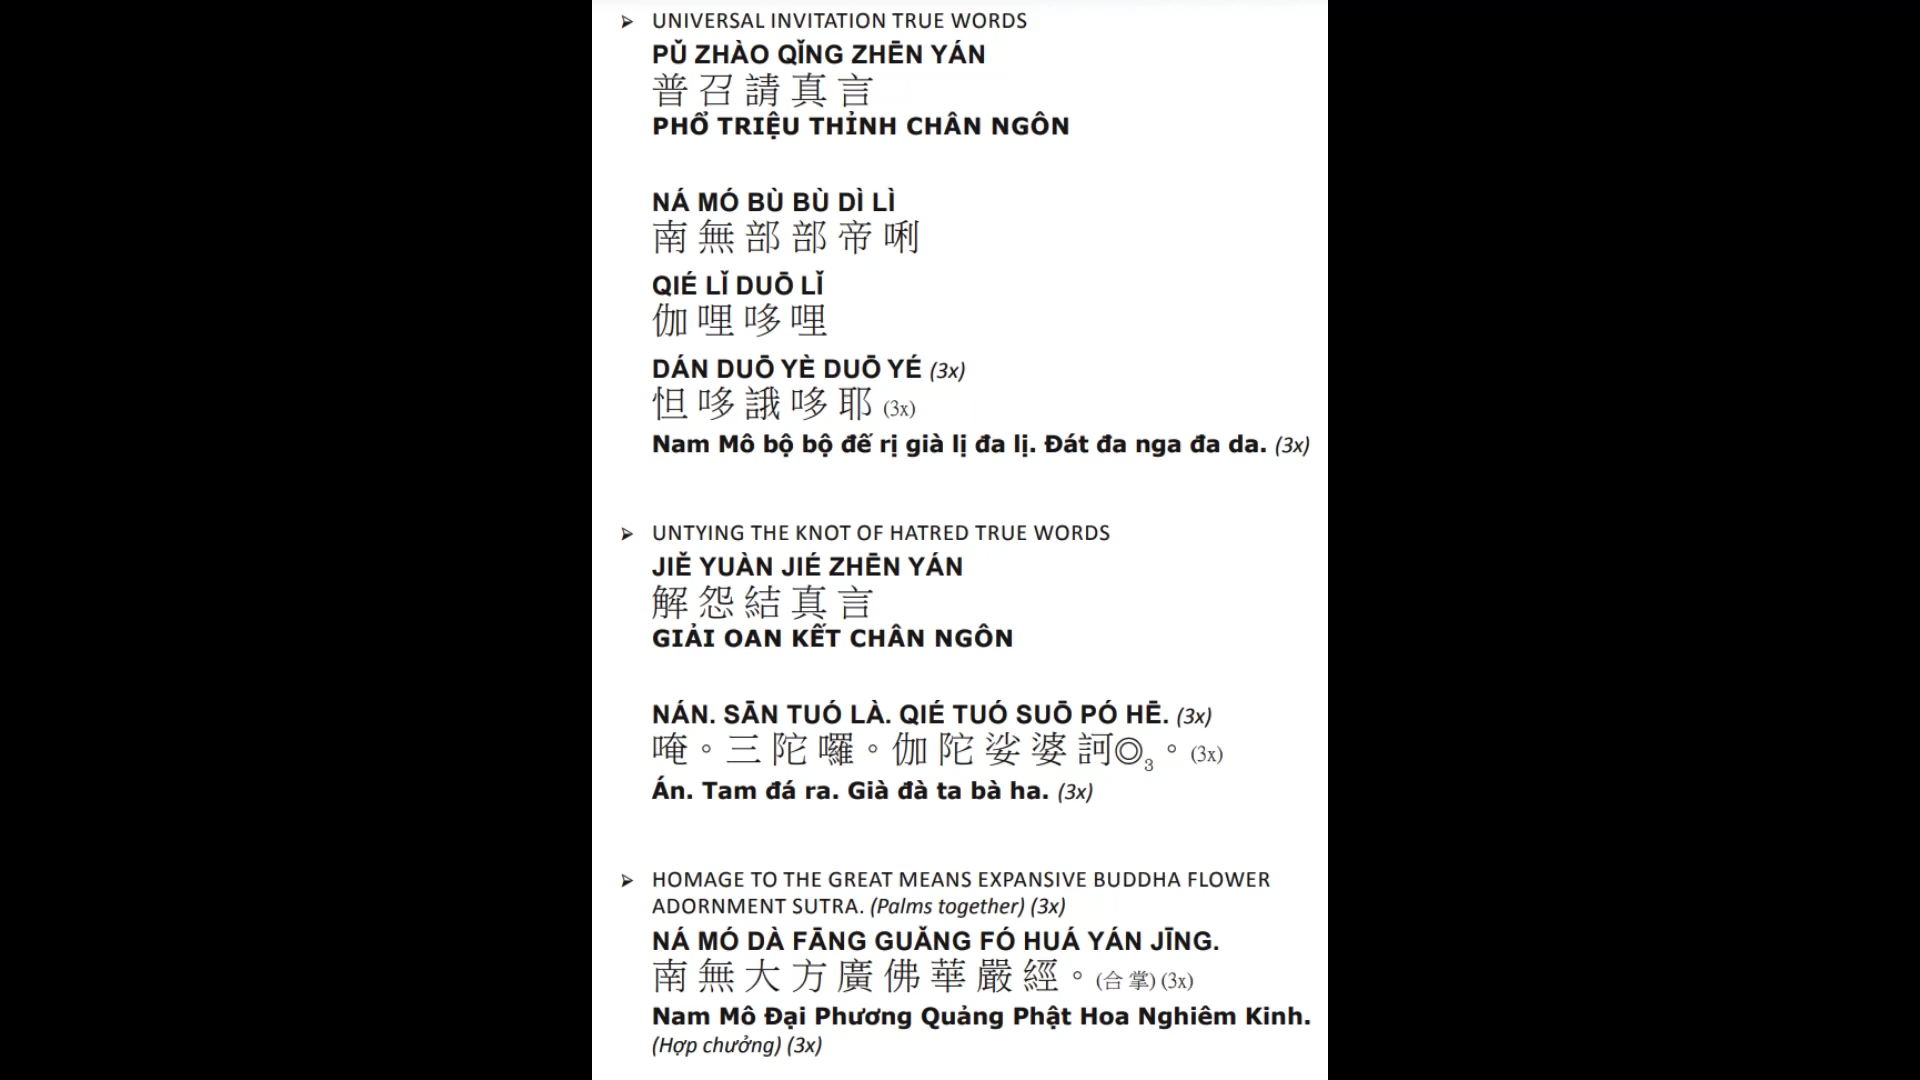 ➢ UNIVERSAL INVITATION TRUE WORDS
PǓ ZHÀO QǏNG ZHĒN YÁN
普 召 請 真 言
PHỔ TRIỆU THỈNH CHÂN NGÔN
NÁ MÓ BÙ BÙ DÌ LÌ
南 無 部 部 帝 唎
QIÉ LǏ DUŌ LǏ
伽 哩 哆 哩
DÁN DUŌ YÈ DUŌ YÉ (3x)
怛 哆 誐 哆 耶 (3x)
Nam Mô bộ bộ đế rị già lị đa lị. Đát đa nga đa da. (3x)
➢ UNTYING THE KNOT OF HATRED TRUE WORDS
JIĚ YUÀN JIÉ ZHĒN YÁN
解 怨 結 真 言
GIẢI OAN KẾT CHÂN NGÔN
NÁN. SĀN TUÓ LÀ. QIÉ TUÓ SUŌ PÓ HĒ. (3x)
唵。三 陀 囉。伽 陀 娑 婆 訶◎3。(3x)
Án. Tam đá ra. Già đà ta bà ha. (3x)
➢ HOMAGE TO THE GREAT MEANS EXPANSIVE BUDDHA FLOWER
ADORNMENT SUTRA. (Palms together) (3x)
NÁ MÓ DÀ FĀNG GUǍNG FÓ HUÁ YÁN JĪNG.
南 無 大 方 廣 佛 華 嚴 經。(合 掌) (3x)
Nam Mô Đại Phương Quảng Phật Hoa Nghiêm Kinh.
(Hợp chưởng) (3x)